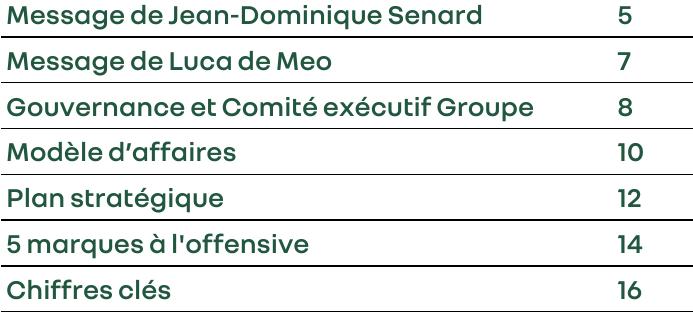 Message de Jean-Dominique Senard 5
Message de Luca de Meo 7
Gouvernance et Comité exécutif Groupe 8
Modèle d’affaires 10
Plan stratégique 12
5 marques à l'offensive 14
Chiffres clés 16